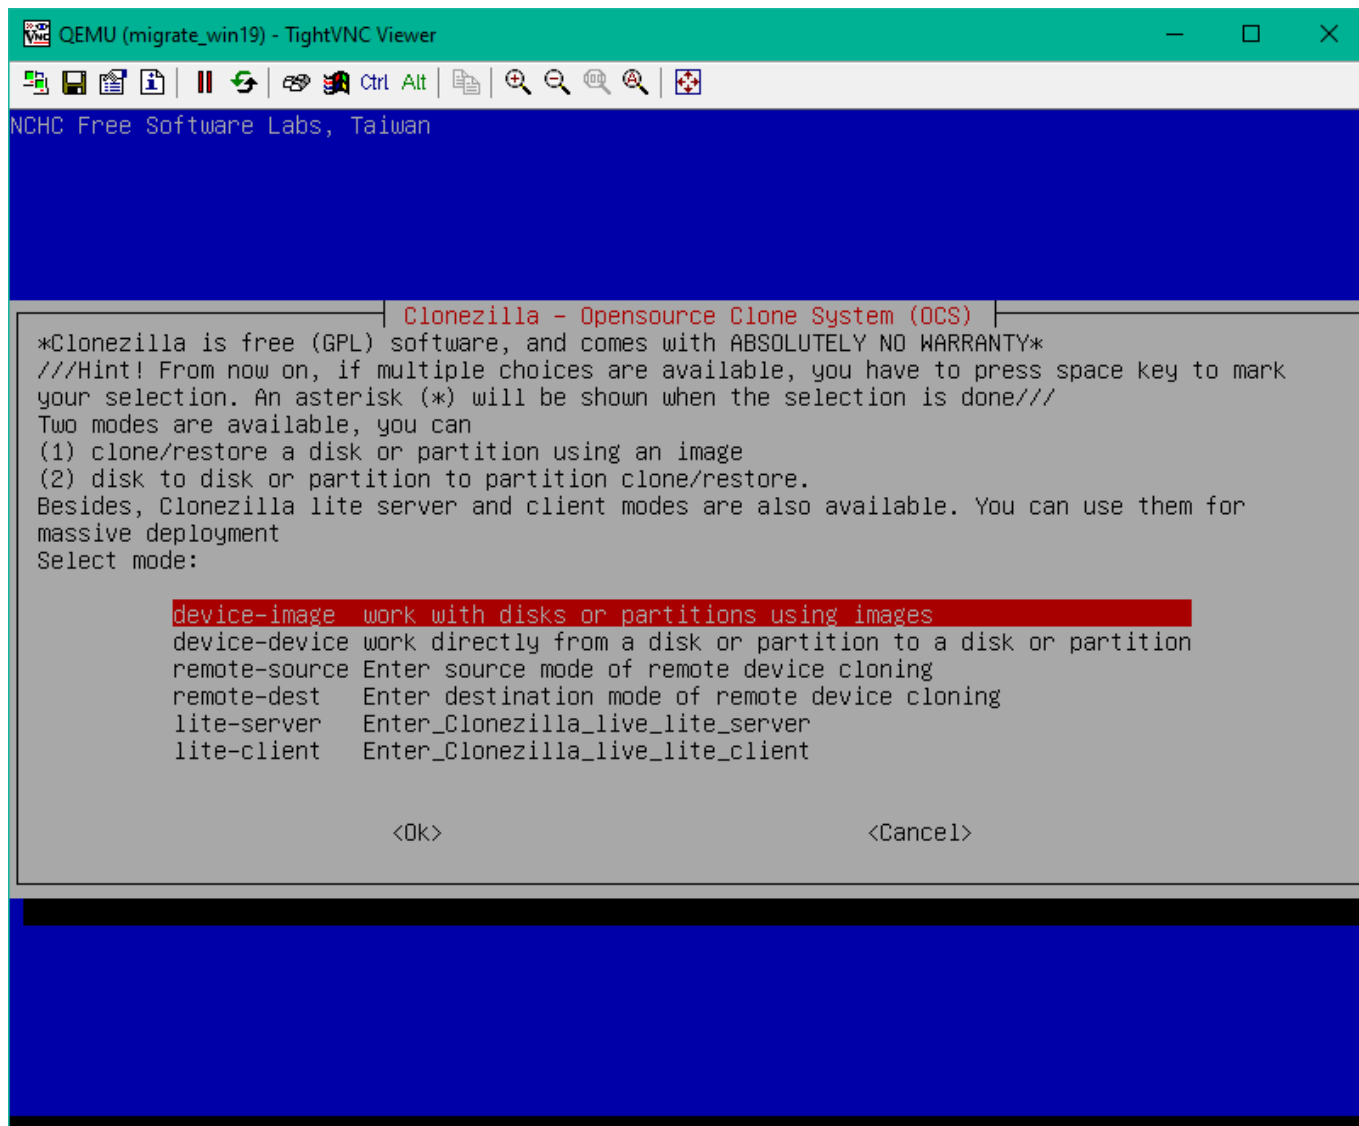 QEMU (migrate_win19) - TightVNC Viewer
Ctrl Alt
NCHC Free Software Labs, Taiwan
Clonezilla - Opensource Clone System (OCS)
*Clonezilla is free (GPL) software, and comes with ABSOLUTELY NO WARRANTY*
///Hint! From now on, if multiple choices are available, you have to press space key to mark
your selection. An asterisk (*) will be shown when the selection is done///
Two modes are available, you can
(1) clone/restore a disk or partition using an image
(2) disk to disk or partition to partition clone/restore.
Besides, Clonezilla lite server and client modes are also available. You can use them for
massive deployment
Select mode:
device-image work with disks or partitions using images
device-device work directly from a disk or partition to a disk or partition
remote-source Enter source mode of remote device cloning
remote-dest Enter destination mode of remote device cloning
lite-server Enter_Clonezilla_live_lite_server
lite-client Enter_Clonezilla_live_lite_client
<Ok> <Cancel>